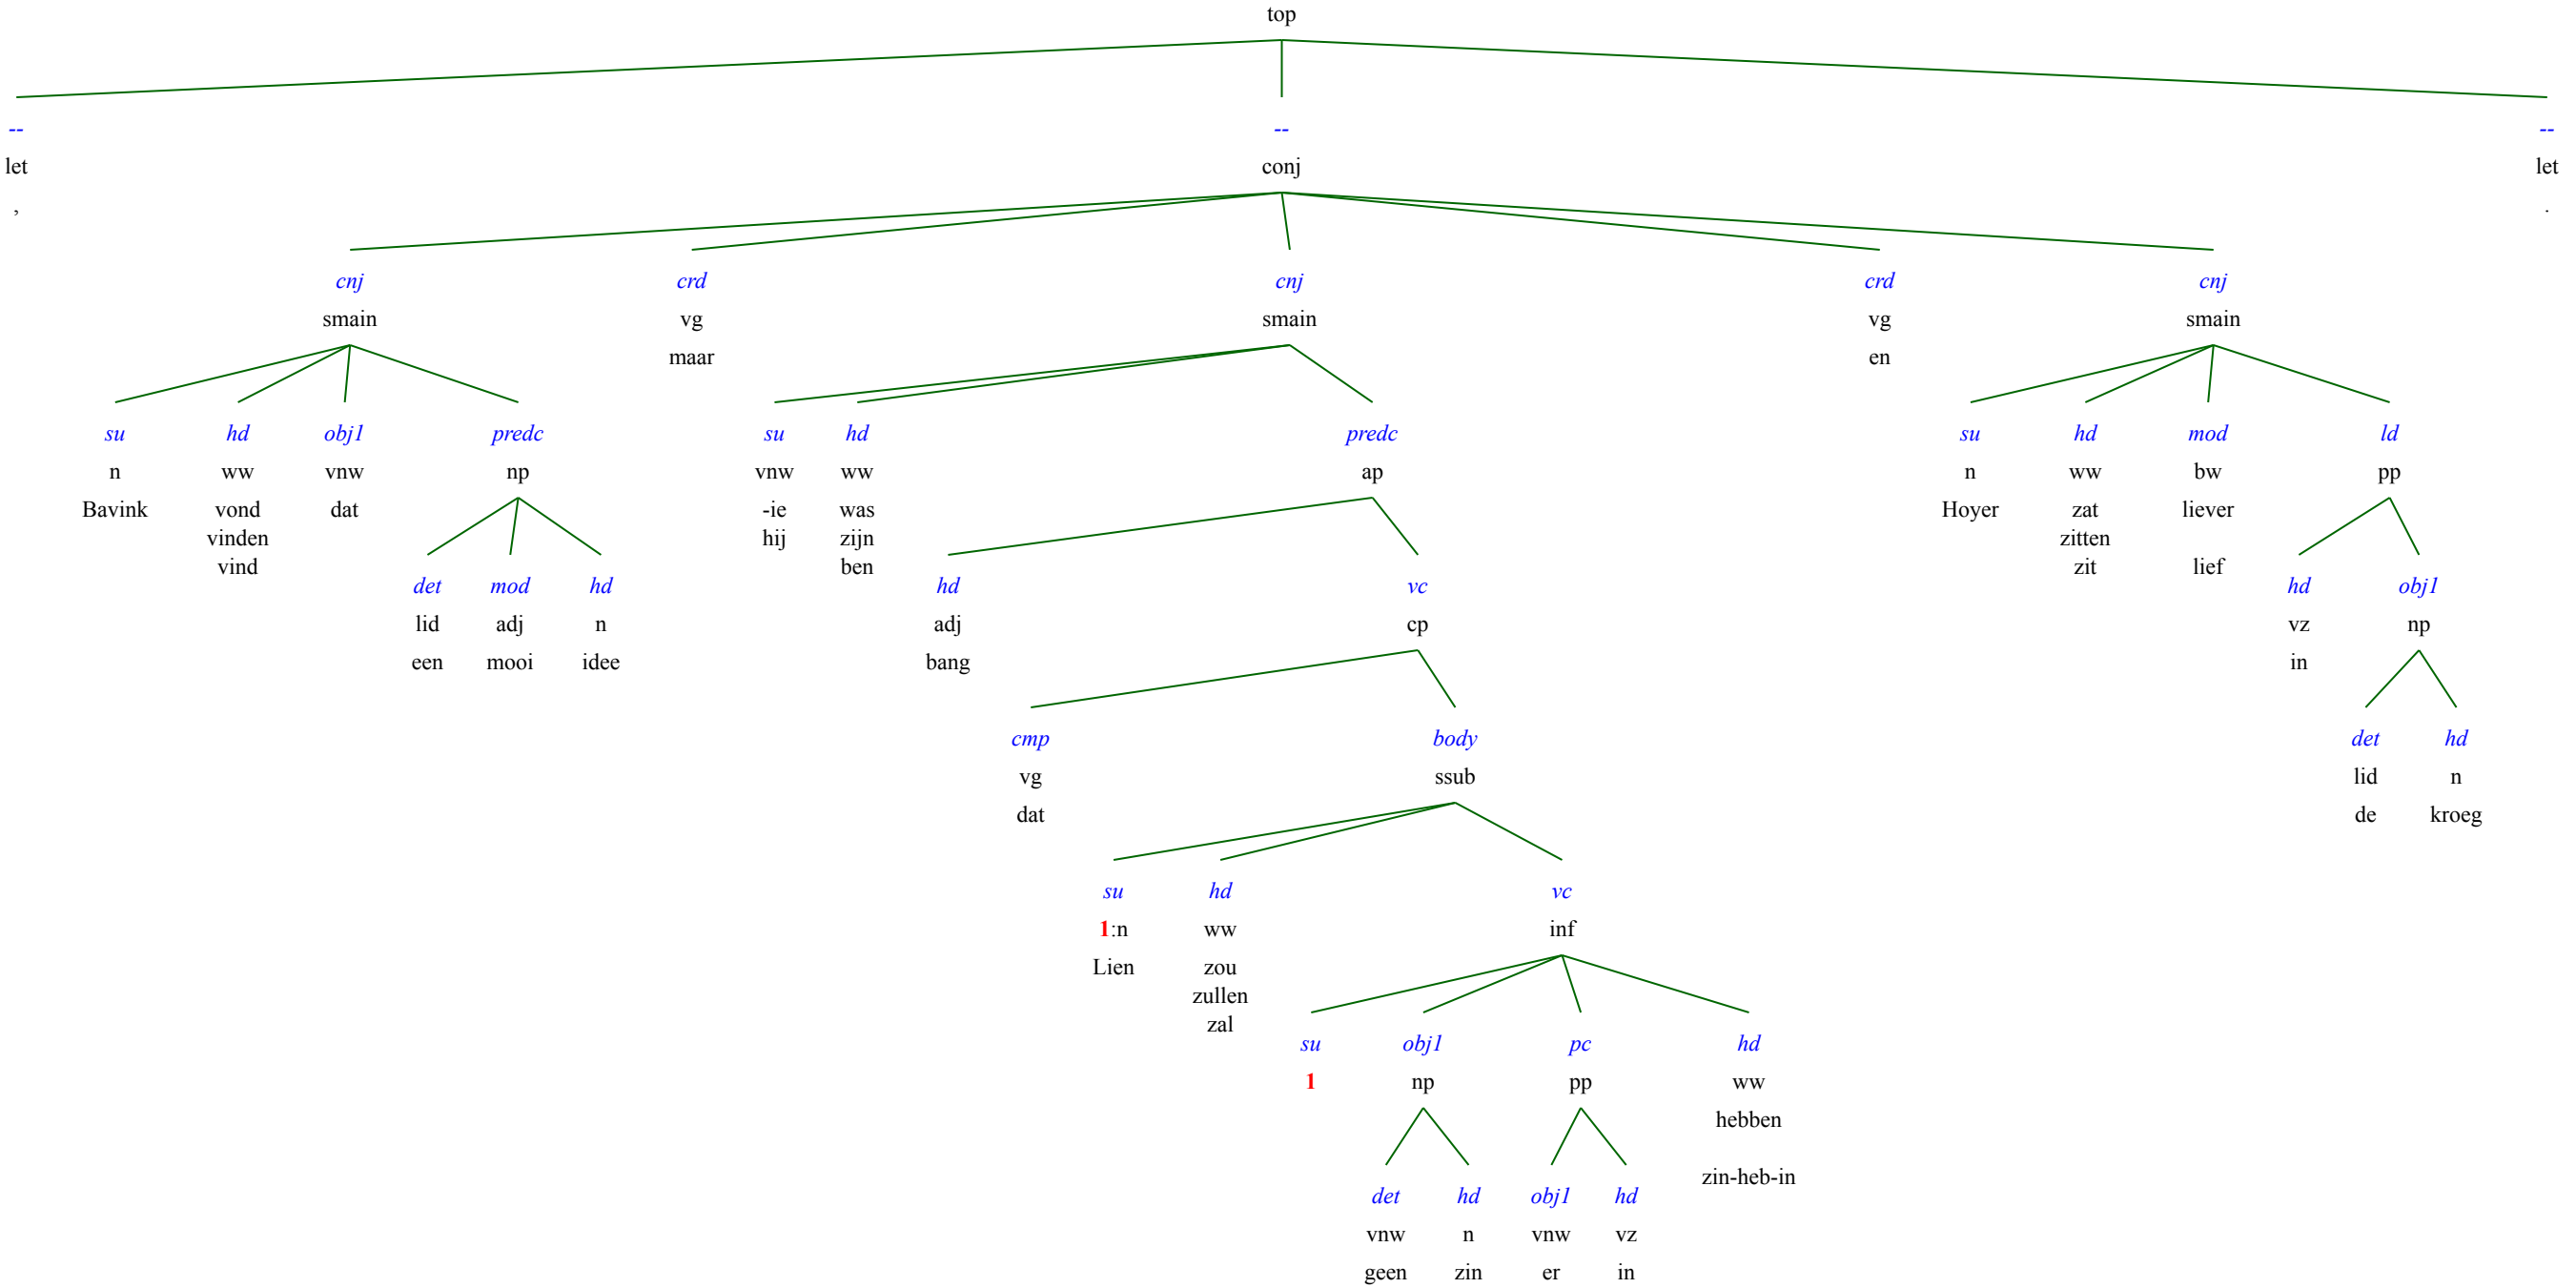 top
-- -- --
let conj let
, .
cnj crd cnj crd cnj
smain vg smain vg smain
maar en
su hd obj1 predc su hd predc su hd mod ld
n ww vnw np vnw ww ap n ww bw pp
Bavink vond dat -ie was Hoyer zat liever
vinden hij zijn zitten
vind ben zit lief
det mod hd hd vc hd obj1
lid adj n adj cp vz np
een mooi idee bang in
cmp body det hd
vg ssub lid n
dat de kroeg
su hd vc
1:n ww inf
Lien zou
zullen
zal
su obj1 pc hd
1 np pp ww
hebben
zin-heb-in
det hd obj1 hd
vnw n vnw vz
geen zin er in